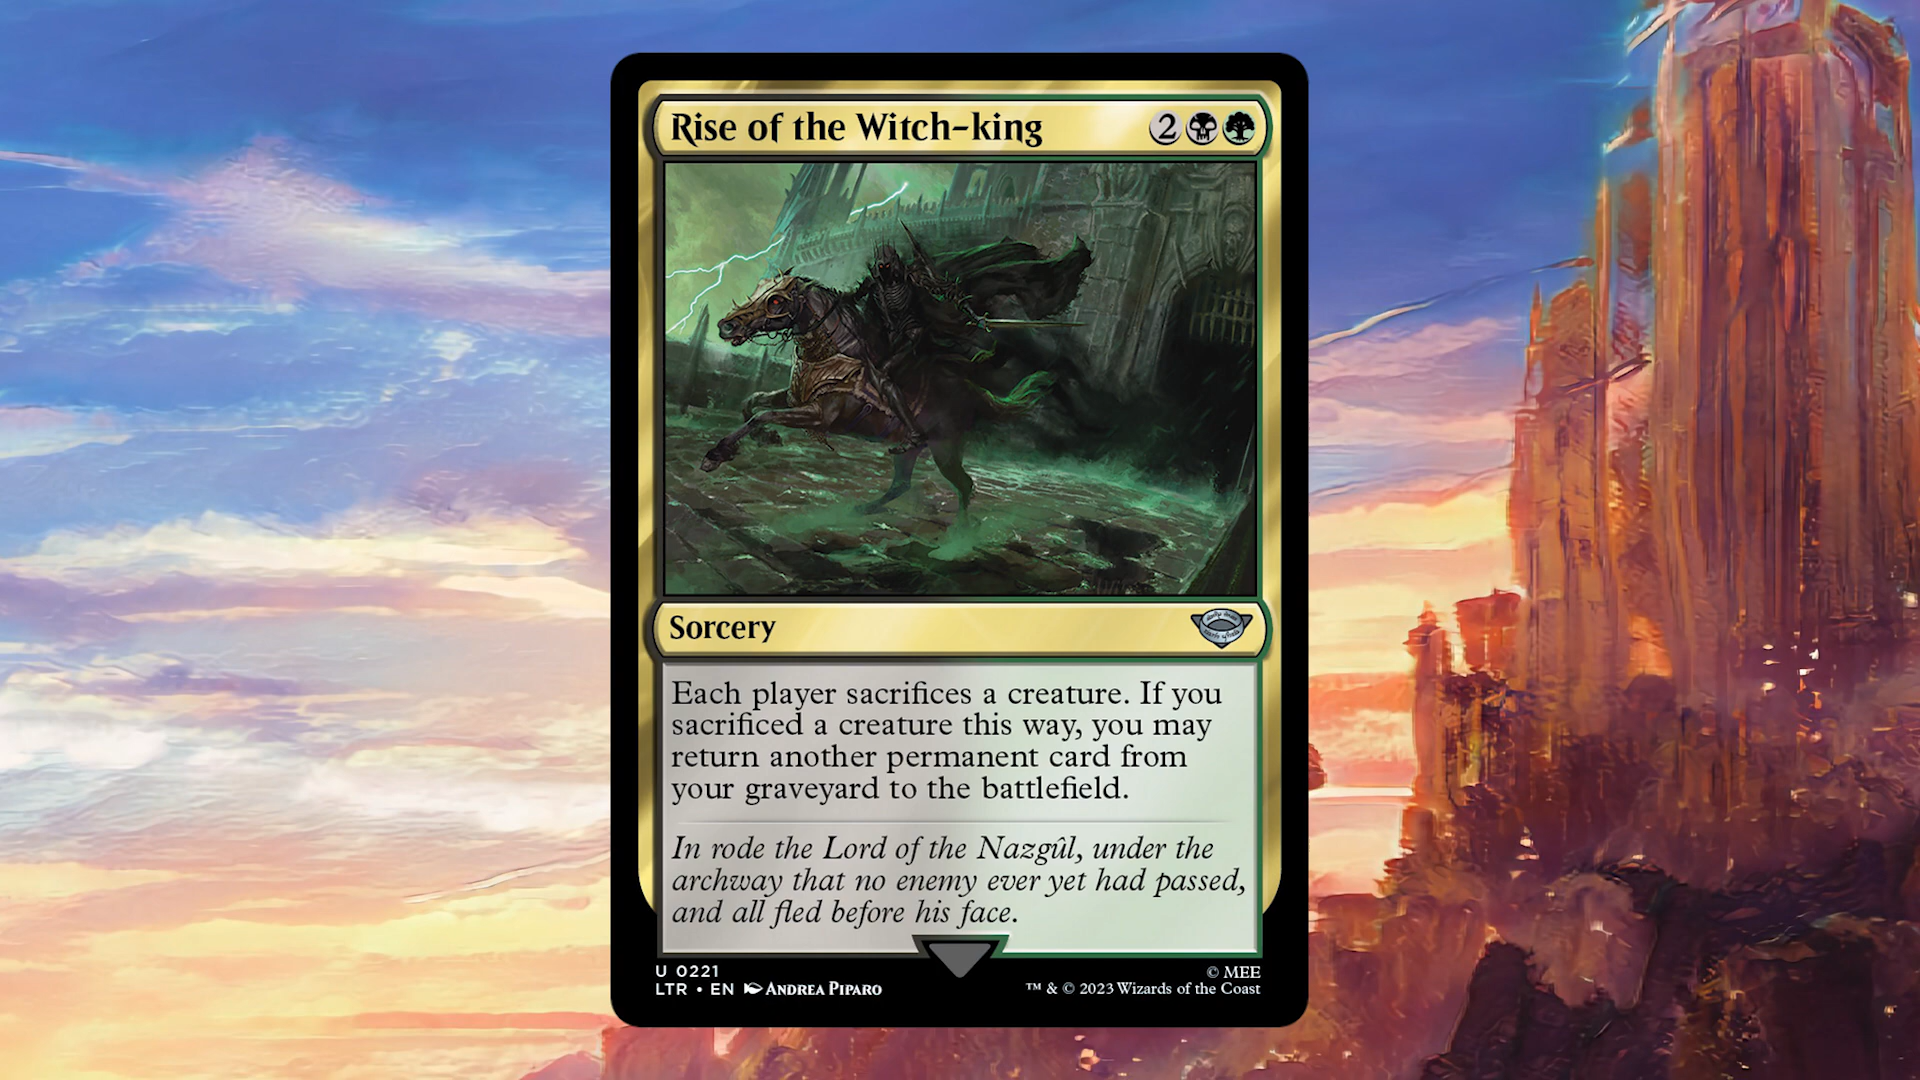 Rise of the Witch-king 2
Sorcery
Each player sacrifices a creature. If you
sacrificed a creature this way, you may
return another permanent card from
your graveyard to the battlefield.
In rode the Lord of the Nazgûl, under the
archway that no enemy ever yet had passed,
and all fled before his face.
U 0221
LTR • EN ANDREA PIPARO
© MEE
™ & © 2023 Wizards of the Coast